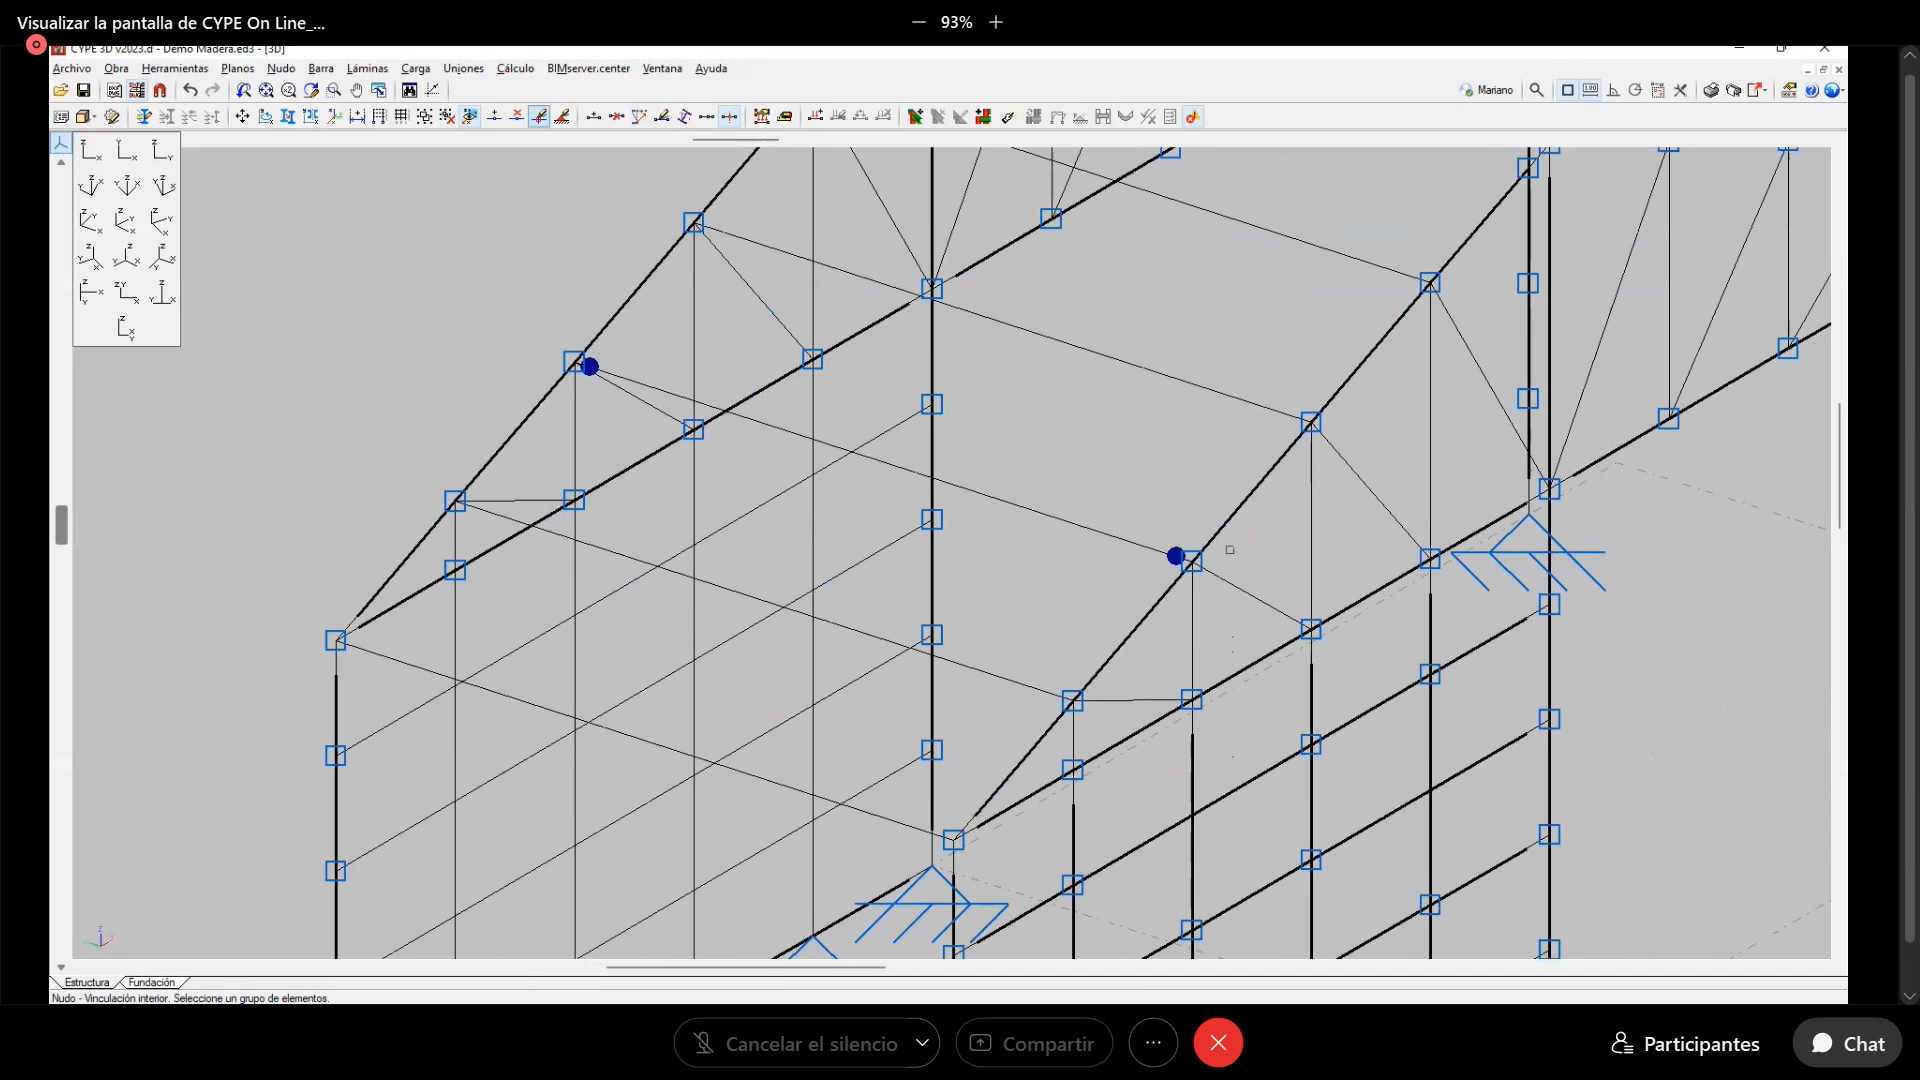 Visualizar la pantalla de CYPE On Line_...
93%
CYPE 3D v2023.d - Demo Madera.ed3 - [3D]
Archivo Obra Herramientas Planos Nudo Barra Láminas Carga Uniones Cálculo BIMserver.center Ventana Ayuda
Mariano
Estructura Fundación
Nudo - Vinculación interior. Seleccione un grupo de elementos.
Cancelar el silencio Compartir Participantes Chat